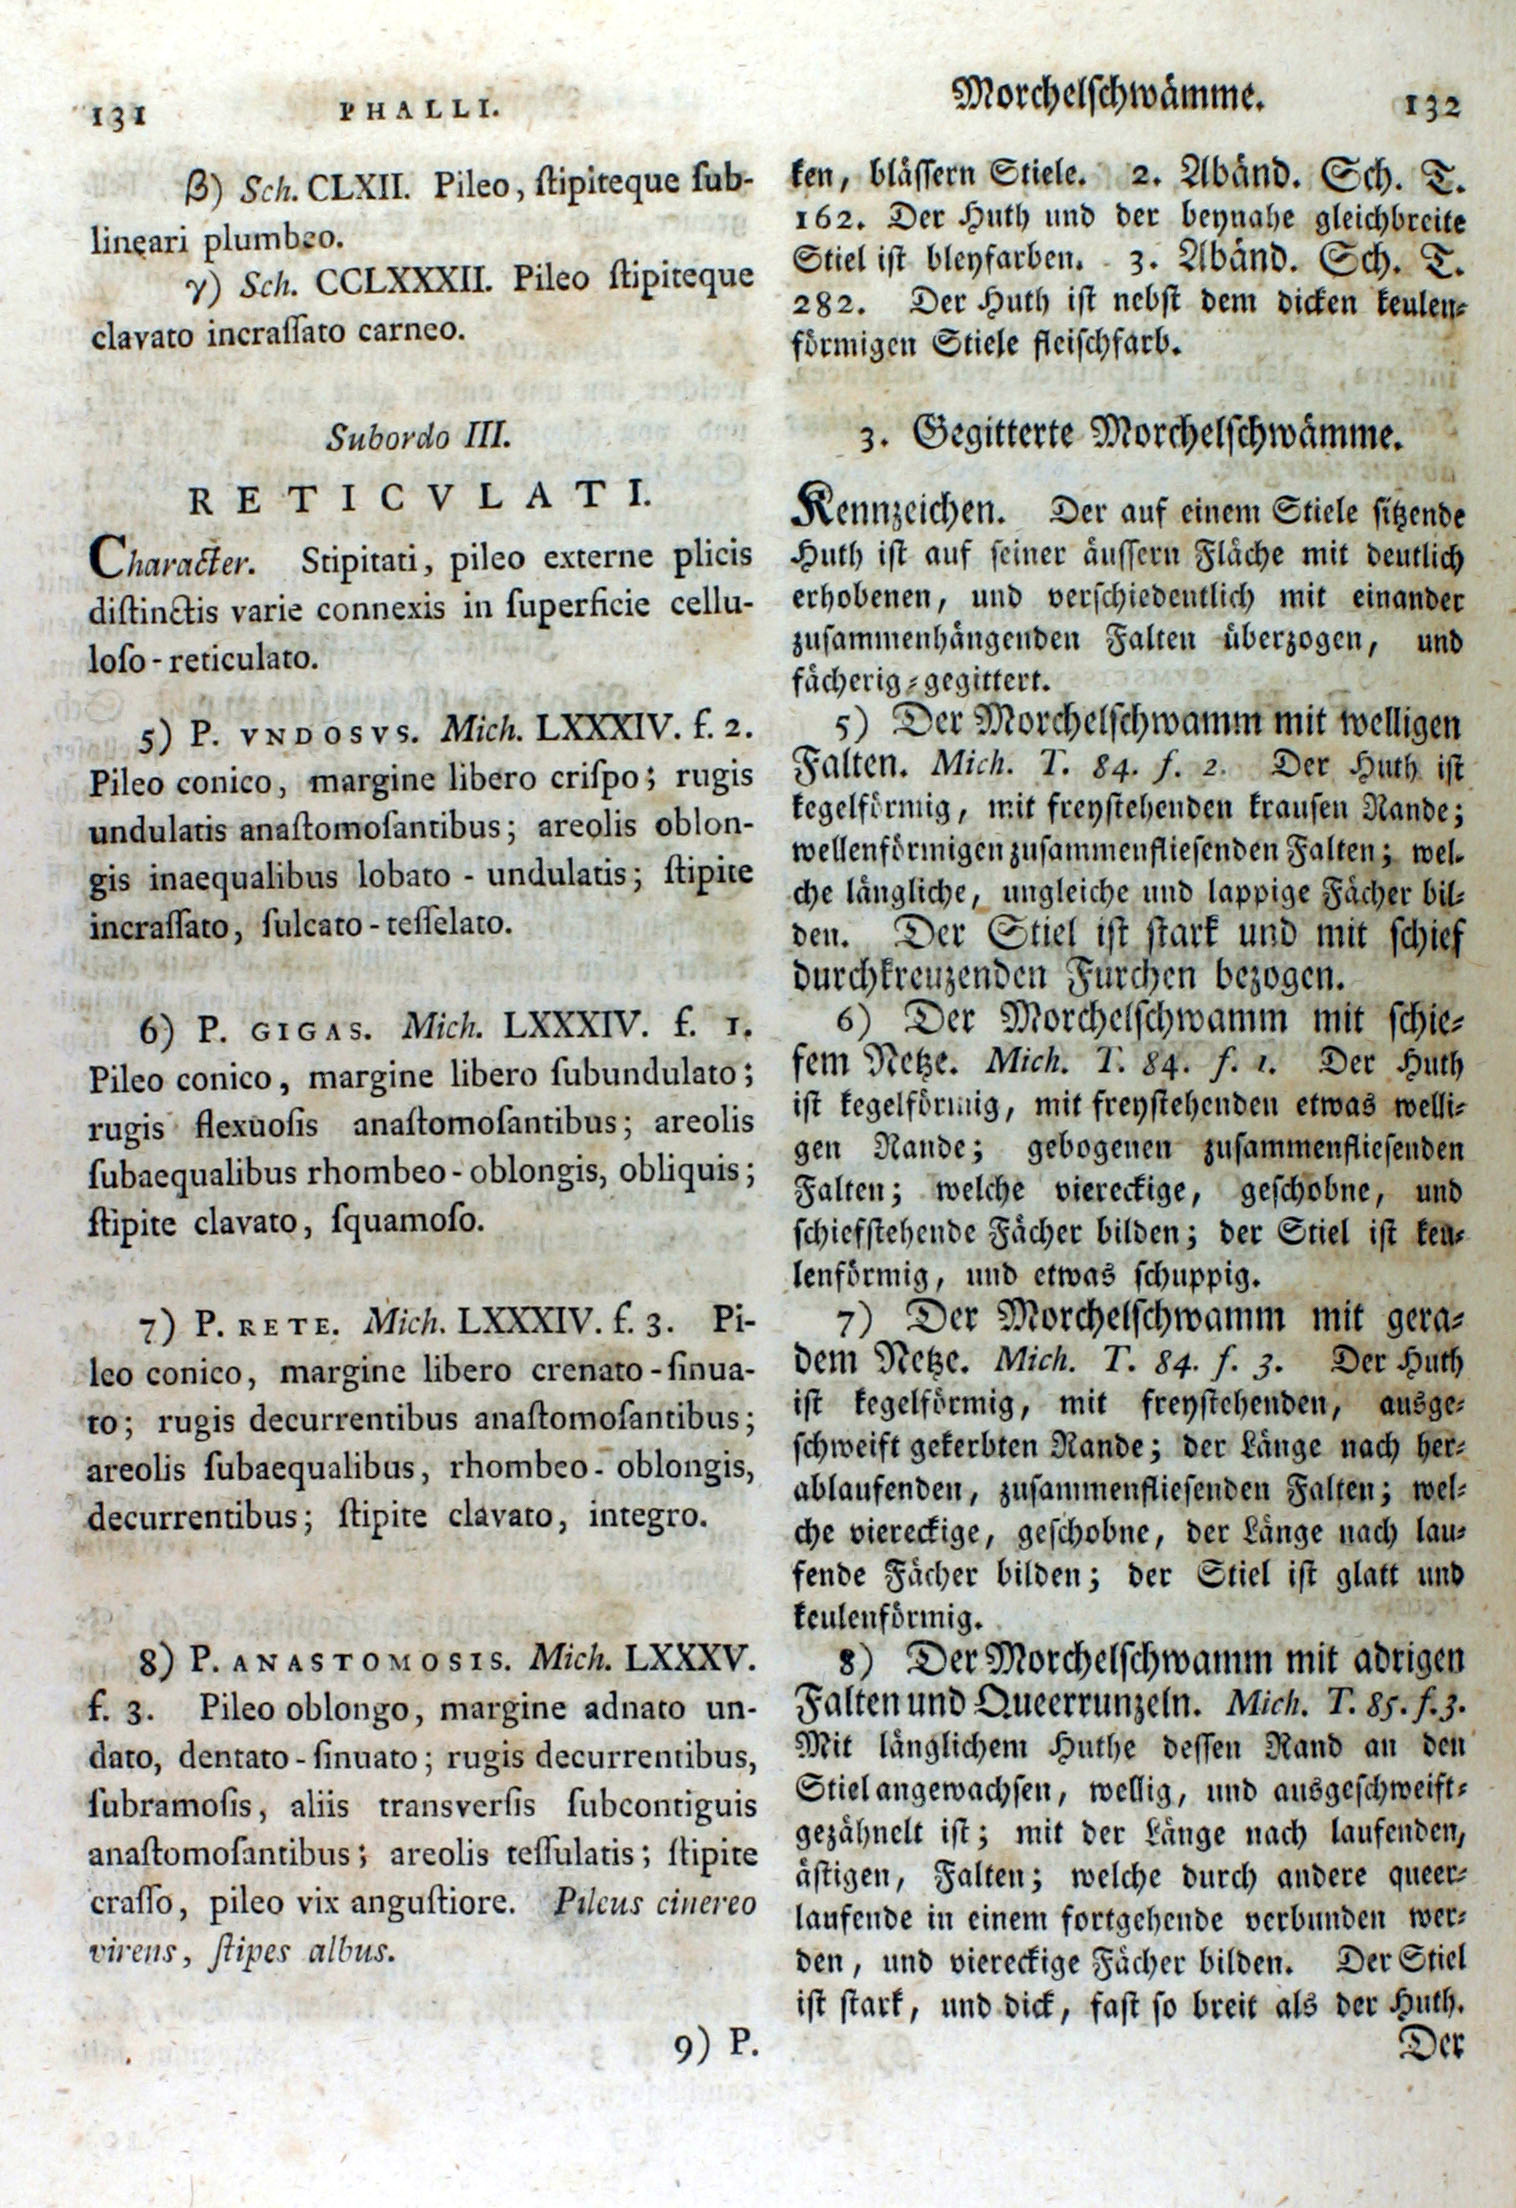 131 PHALLI.
β) Sch. CLXII. Pileo, ſtipiteque ſub-
lineari plumbeo.
γ) Sch. CCLXXXII. Pileo ſtipiteque
clavato incraſſato carneo.
Subordo III.
RETICVLATI.
Character. Stipitati, pileo externe plicis
diſtinctis varie connexis in ſuperficie cellu-
loſo-reticulato.
5) P. VNDOSVS. Mich. LXXXIV. f. 2.
Pileo conico, margine libero criſpo; rugis
undulatis anaſtomoſantibus; areolis oblon-
gis inaequalibus lobato-undulatis; ſtipite
incraſſato, ſulcato-teſſelato.
6) P. GIGAS. Mich. LXXXIV. f. 1.
Pileo conico, margine libero ſubundulato;
rugis flexuoſis anaſtomoſantibus; areolis
ſubaequalibus rhombeo-oblongis, obliquis;
ſtipite clavato, ſquamoſo.
7) P. RETE. Mich. LXXXIV. f. 3. Pi-
leo conico, margine libero crenato-ſinua-
to; rugis decurrentibus anaſtomoſantibus;
areolis ſubaequalibus, rhombeo-oblongis,
decurrentibus; ſtipite clavato, integro.
8) P. ANASTOMOSIS. Mich. LXXXV.
f. 3. Pileo oblongo, margine adnato un-
dato, dentato-ſinuato; rugis decurrentibus,
ſubramoſis, aliis transverſis ſubcontiguis
anaſtomoſantibus; areolis teſſulatis; ſtipite
craſſo, pileo vix anguſtiore. Pileus cinereo
virens, ſtipes albus.
9) P.
Morchelſchwämme. 132
ken, bläſſern Stiele. 2. Abänd. Sch. T.
162. Der Huth und der beynahe gleichbreite
Stiel iſt bleyfarben. 3. Abänd. Sch. T.
282. Der Huth iſt nebſt dem dicken keulen-
förmigen Stiele fleiſchfarb.
3. Gegitterte Morchelſchwämme.
Kennzeichen. Der auf einem Stiele ſitzende
Huth iſt auf ſeiner äuſſern Fläche mit deutlich
erhobenen, und verſchiedentlich mit einander
zuſammenhängenden Falten überzogen, und
fächerig-gegittert.
5) Der Morchelſchwamm mit welligen
Falten. Mich. T. 84. f. 2. Der Huth iſt
kegelförmig, mit freyſtehenden krauſen Rande;
wellenförmigen zuſammenflieſenden Falten; wel-
che längliche, ungleiche und lappige Fächer bil-
den. Der Stiel iſt ſtark und mit ſchief
durchkreuzenden Furchen bezogen.
6) Der Morchelſchwamm mit ſchie-
fem Netze. Mich. T. 84. f. 1. Der Huth
iſt kegelförmig, mit freyſtehenden etwas welli-
gen Rande; gebogenen zuſammenflieſenden
Falten; welche viereckige, geſchobne, und
ſchiefſtehende Fächer bilden; der Stiel iſt keu-
lenförmig, und etwas ſchuppig.
7) Der Morchelſchwamm mit gera-
dem Netze. Mich. T. 84. f. 3. Der Huth
iſt kegelförmig, mit freyſtehenden, ausge-
ſchweift gekerbten Rande; der Länge nach her-
ablaufenden, zuſammenflieſenden Falten; wel-
che viereckige, geſchobne, der Länge nach lau-
fende Fächer bilden; der Stiel iſt glatt und
keulenförmig.
8) Der Morchelſchwamm mit adrigen
Falten und Queerrunzeln. Mich. T. 85. f. 3.
Mit länglichem Huthe deſſen Rand an den
Stiel angewachſen, wellig, und ausgeſchweift-
gezähnelt iſt; mit der Länge nach laufenden,
äſtigen, Falten; welche durch andere queer-
laufende in einem fortgehende verbunden wer-
den, und viereckige Fächer bilden. Der Stiel
iſt ſtark, und dick, faſt ſo breit als der Huth.
Der